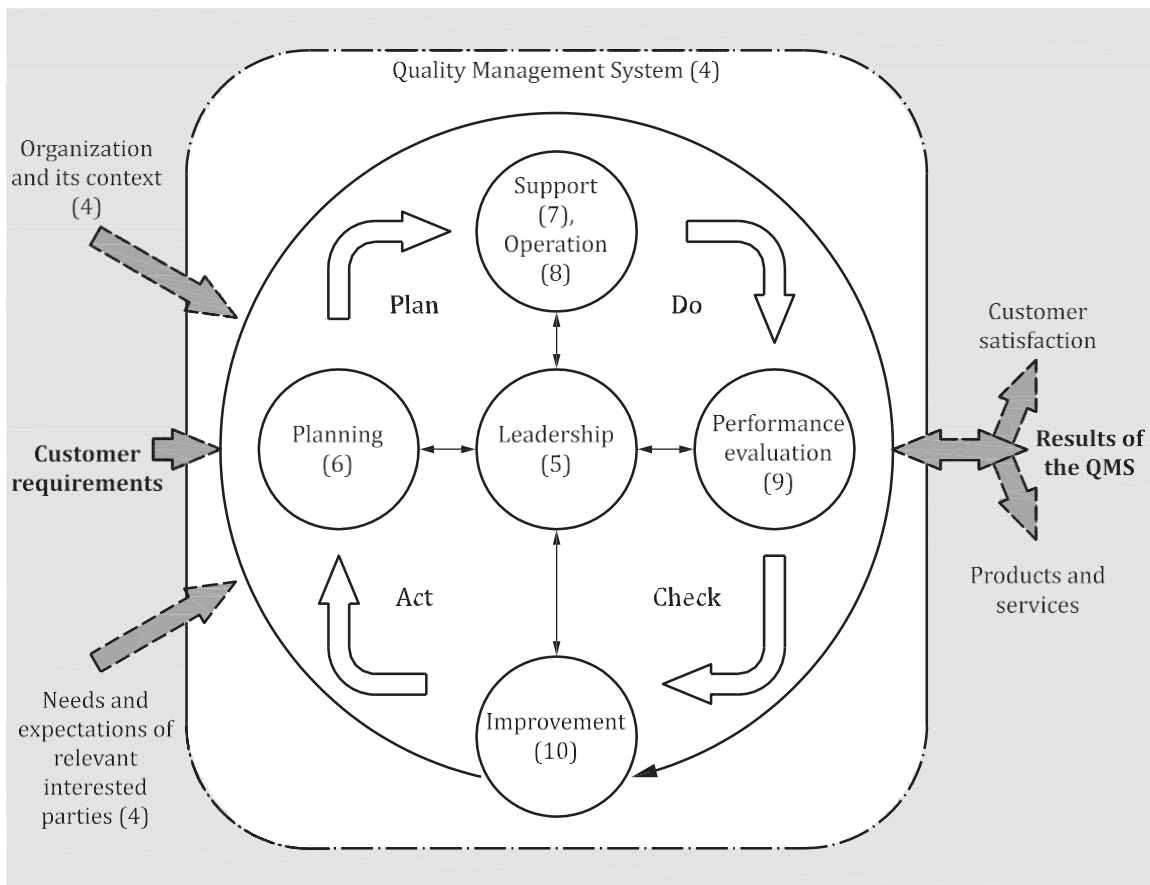 Quality Management System (4)
Organization
and its context
(4)
Support
(7),
Operation
(8)
Plan
Do
Customer
satisfaction
Planning
(6)
Leadership
(5)
Performance
evaluation
(9)
Customer
requirements
Results of
the QMS
Act
Check
Products and
services
Needs and
expectations of
relevant
interested
parties (4)
Improvement
(10)